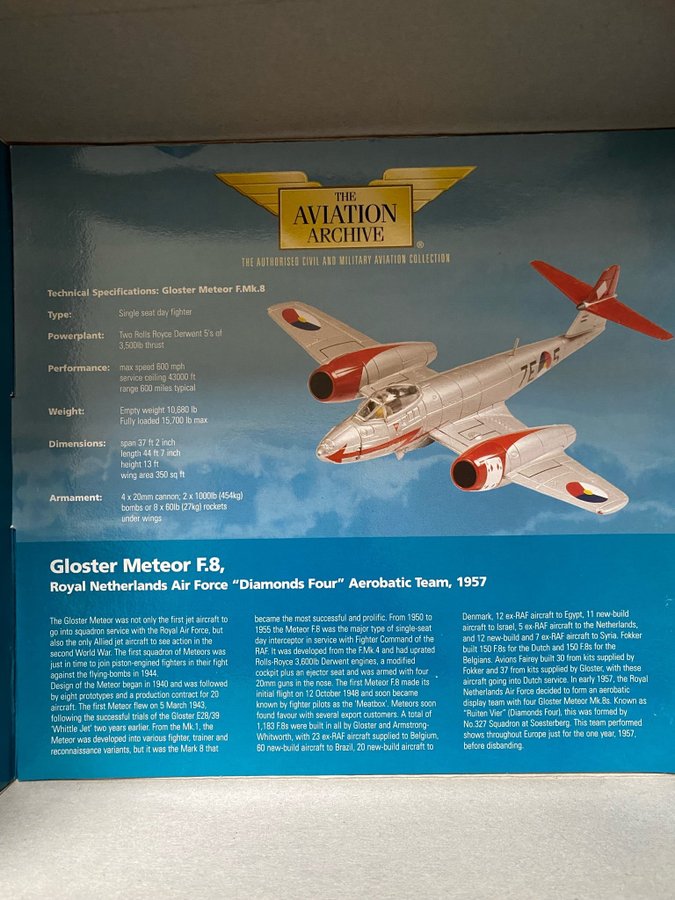 THE
AVIATION
ARCHIVE
®
THE AUTHORISED CIVIL AND MILITARY AVIATION COLLECTION
Technical Specifications: Gloster Meteor F.Mk.8
Type: Single seat day fighter
Powerplant: Two Rolls Royce Derwent 5's of
3,500lb thrust
Performance: max speed 600 mph
service ceiling 43000 ft
range 600 miles typical
Weight: Empty weight 10,680 lb
Fully loaded 15,700 lb max
Dimensions: span 37 ft 2 inch
length 44 ft 7 inch
height 13 ft
wing area 350 sq ft
Armament: 4 x 20mm cannon; 2 x 1000lb (454kg)
bombs or 8 x 60lb (27kg) rockets
under wings
7E 5
Gloster Meteor F.8,
Royal Netherlands Air Force “Diamonds Four” Aerobatic Team, 1957
The Gloster Meteor was not only the first jet aircraft to
go into squadron service with the Royal Air Force, but
also the only Allied jet aircraft to see action in the
second World War. The first squadron of Meteors was
just in time to join piston-engined fighters in their fight
against the flying-bombs in 1944.
Design of the Meteor began in 1940 and was followed
by eight prototypes and a production contract for 20
aircraft. The first Meteor flew on 5 March 1943,
following the successful trials of the Gloster E28/39
'Whittle Jet' two years earlier. From the Mk.1, the
Meteor was developed into various fighter, trainer and
reconnaissance variants, but it was the Mark 8 that
became the most successful and prolific. From 1950 to
1955 the Meteor F.8 was the major type of single-seat
day interceptor in service with Fighter Command of the
RAF. It was developed from the F.Mk 4 and had uprated
Rolls-Royce 3,600lb Derwent engines, a modified
cockpit plus an ejector seat and was armed with four
20mm guns in the nose. The first Meteor F.8 made its
initial flight on 12 October 1948 and soon became
known by fighter pilots as the 'Meatbox'. Meteors soon
found favour with several export customers. A total of
1,183 F.8s were built in all by Gloster and Armstrong-
Whitworth, with 23 ex-RAF aircraft supplied to Belgium,
60 new-build aircraft to Brazil, 20 new-build aircraft to
Denmark, 12 ex-RAF aircraft to Egypt, 11 new-build
aircraft to Israel, 5 ex-RAF aircraft to the Netherlands,
and 12 new-build and 7 ex-RAF aircraft to Syria. Fokker
built 150 F.8s for the Dutch and 150 F.8s for the
Belgians. Avions Fairey built 30 from kits supplied by
Fokker and 37 from kits supplied by Gloster, with these
aircraft going into Dutch service. In early 1957, the Royal
Netherlands Air Force decided to form an aerobatic
display team with four Gloster Meteor Mk.8s. Known as
"Ruiten Vier" (Diamonds Four), this was formed by
No.327 Squadron at Soesterberg. This team performed
shows throughout Europe just for the one year, 1957,
before disbanding.